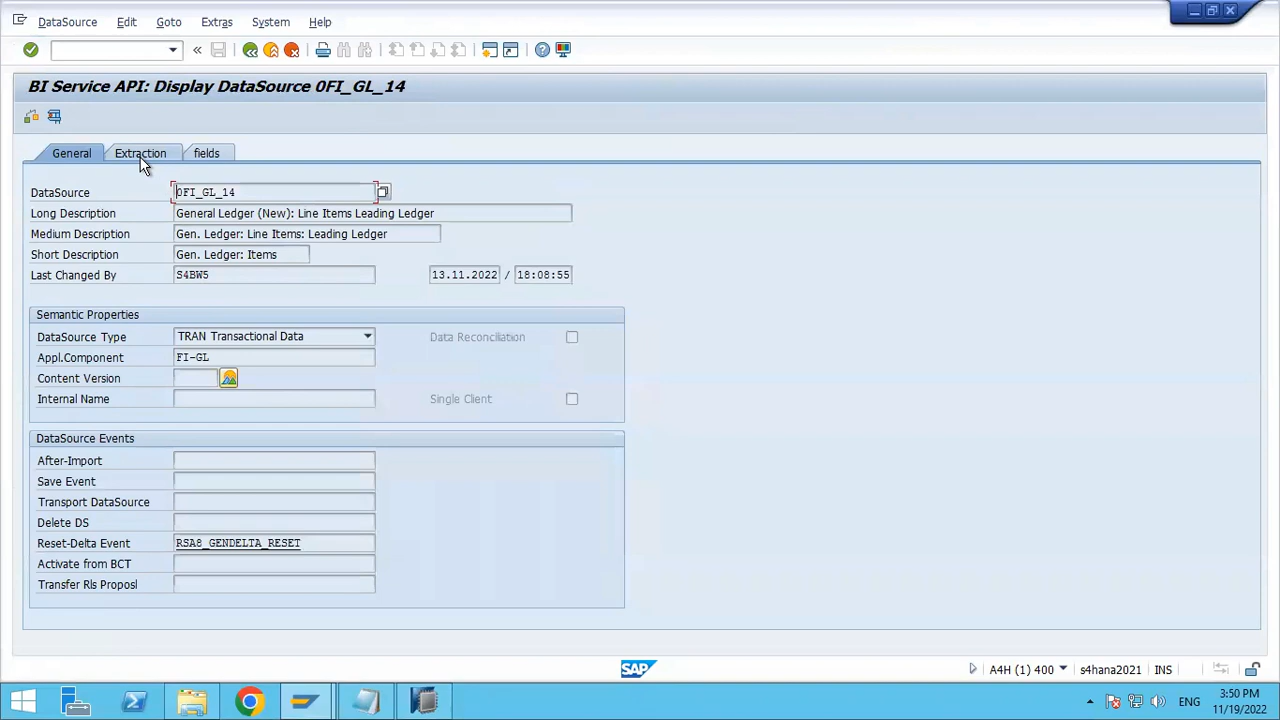 DataSource Edit Goto Extras System Help
BI Service API: Display DataSource 0FI_GL_14
General Extraction fields
DataSource 0FI_GL_14
Long Description General Ledger (New): Line Items Leading Ledger
Medium Description Gen. Ledger: Line Items: Leading Ledger
Short Description Gen. Ledger: Items
Last Changed By S4BW5 13.11.2022 / 18:08:55
Semantic Properties
DataSource Type TRAN Transactional Data Data Reconciliation
Appl.Component FI-GL
Content Version
Internal Name Single Client
DataSource Events
After-Import
Save Event
Transport DataSource
Delete DS
Reset-Delta Event RSA8_GENDELTA_RESET
Activate from BCT
Transfer Rls Proposl
SAP A4H (1) 400 s4hana2021 INS
ENG 3:50 PM
11/19/2022